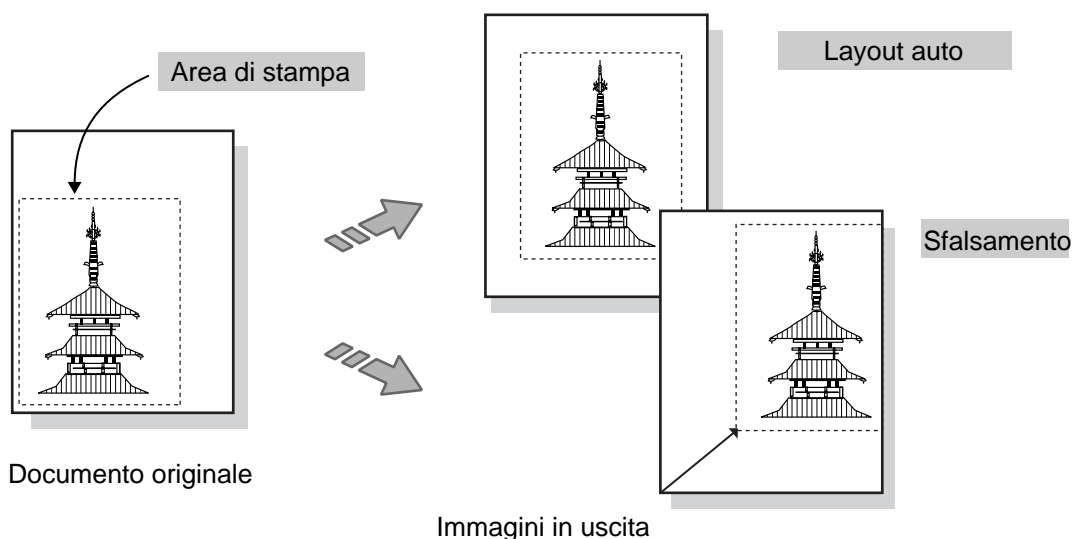 Area di stampa
Layout auto
Sfalsamento
Documento originale
Immagini in uscita